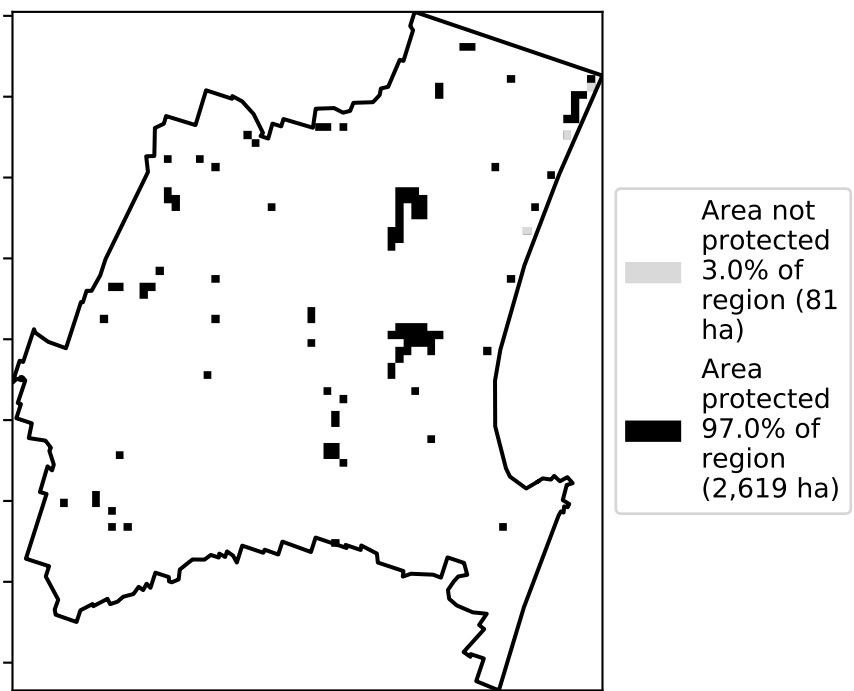 Area not
protected
3.0% of
region (81
ha)
Area
protected
97.0% of
region
(2,619 ha)